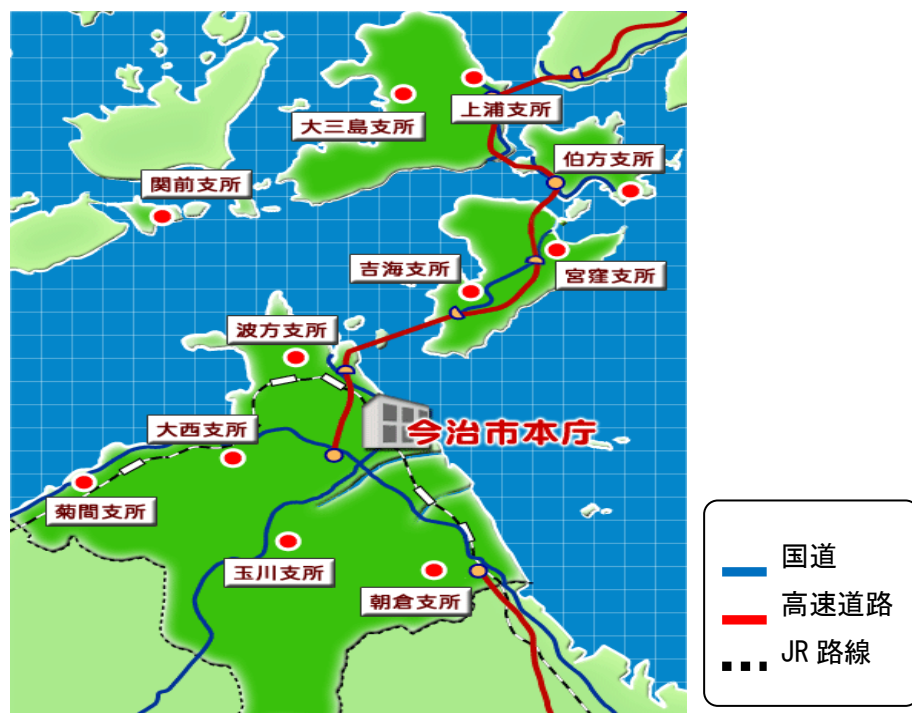 上浦支所
大三島支所
伯方支所
関前支所
吉海支所
宮窪支所
波方支所
大西支所
今治市本庁
菊間支所
玉川支所
朝倉支所
国道
高速道路
JR 路線